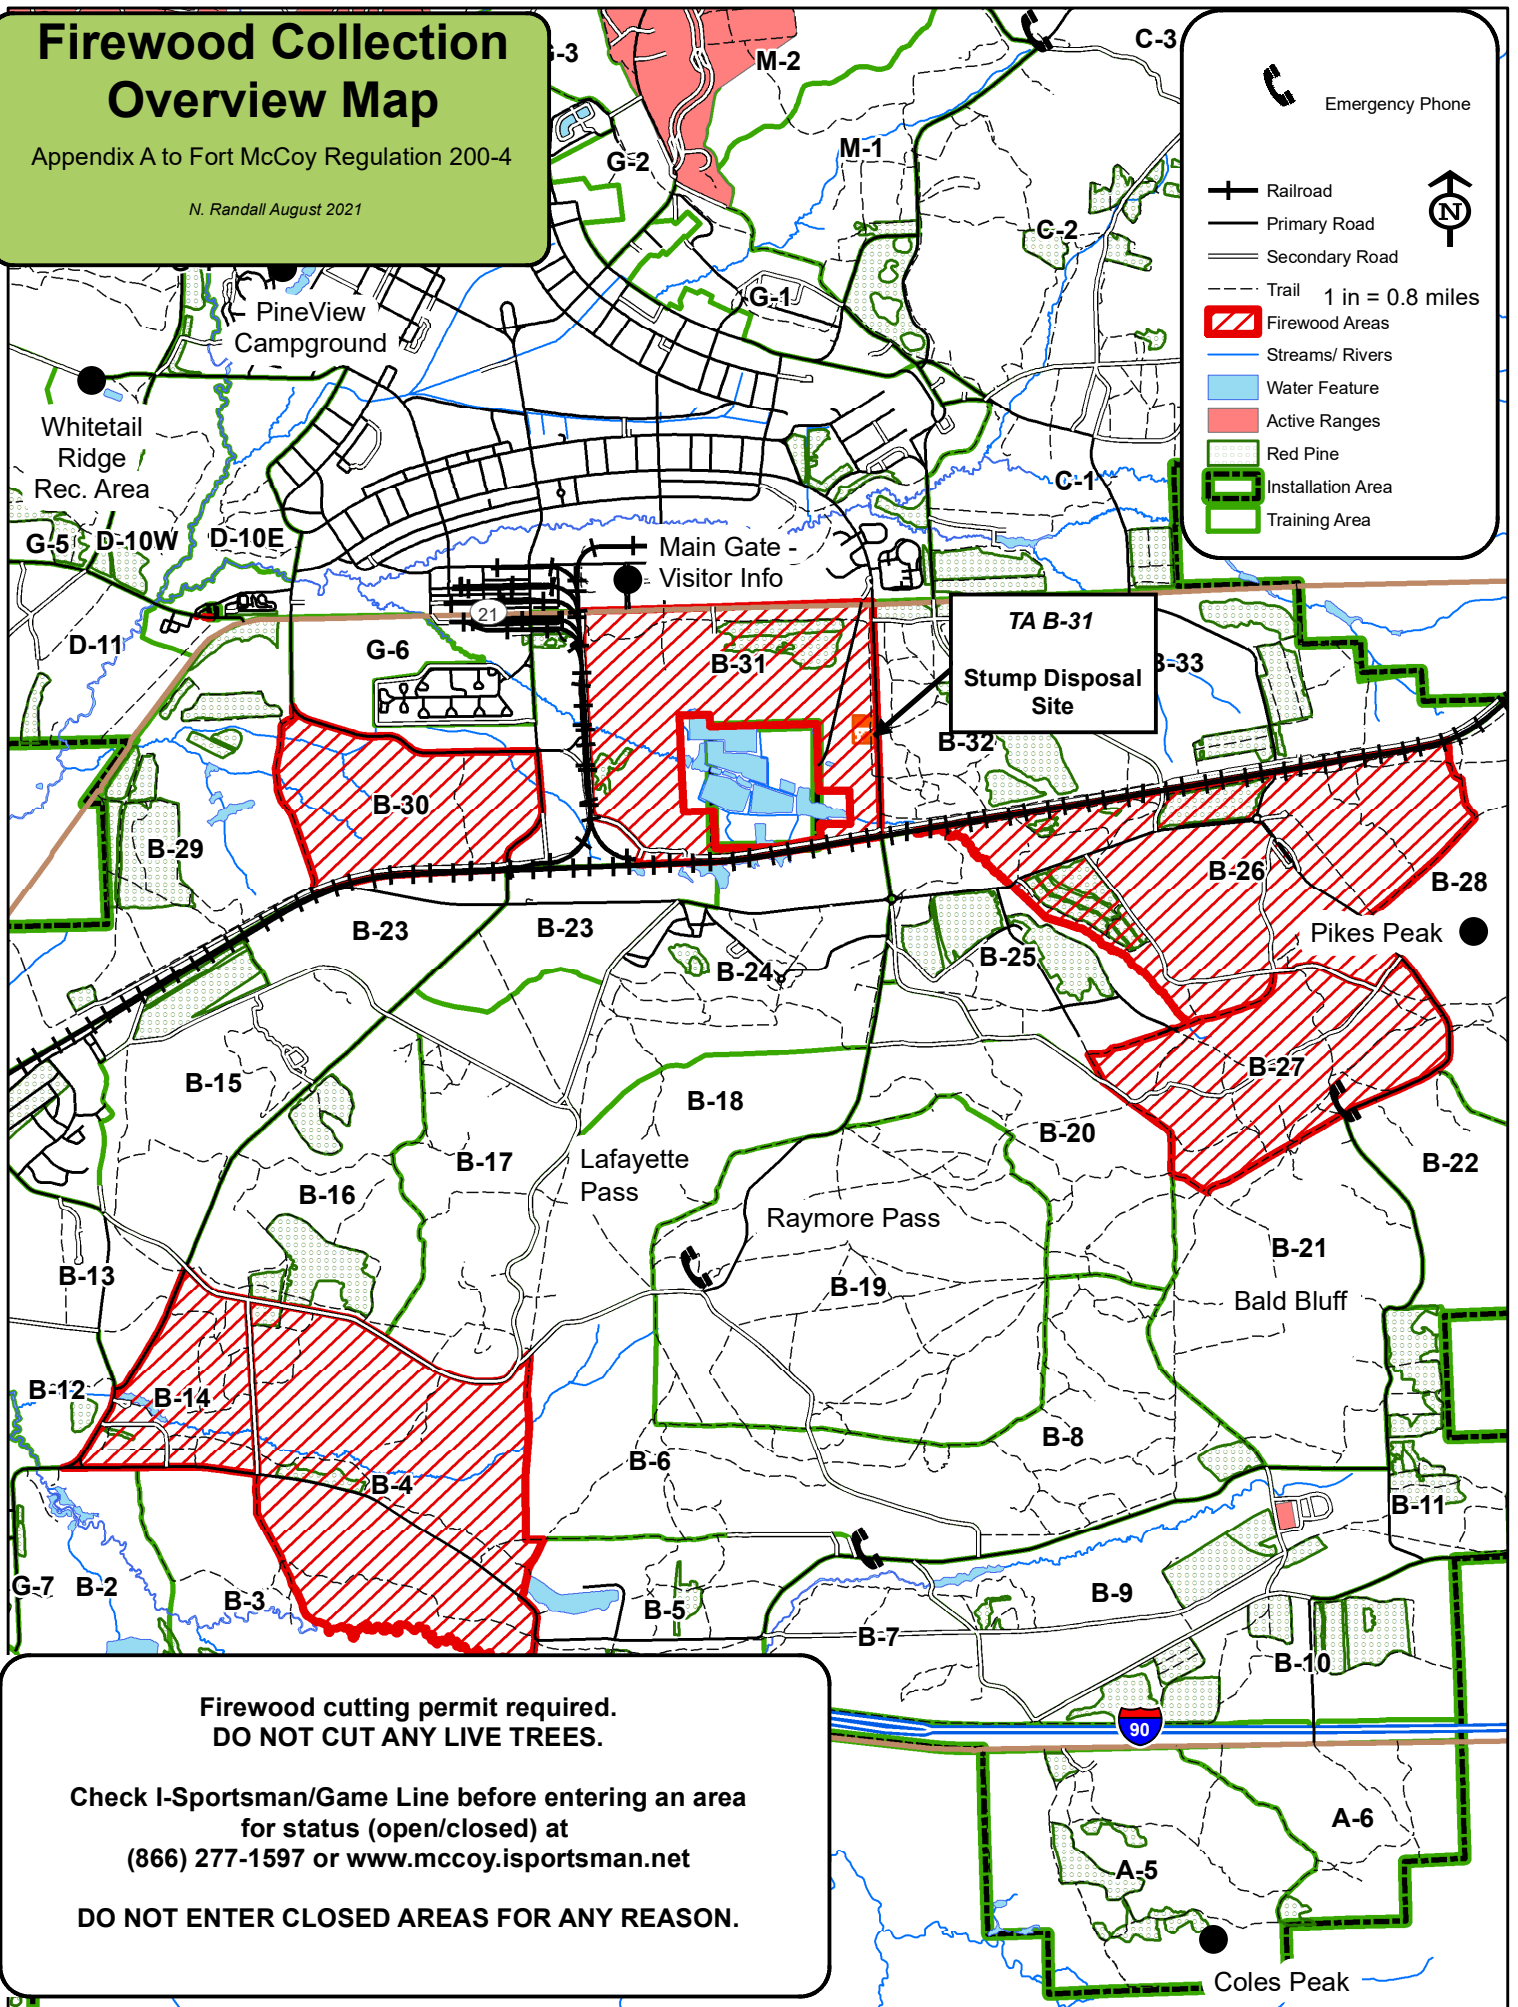 Firewood Collection
Overview Map
Appendix A to Fort McCoy Regulation 200-4
N. Randall August 2021
Emergency Phone
Railroad
Primary Road
N
Secondary Road
Trail
1 in = 0.8 miles
Firewood Areas
Streams/ Rivers
Water Feature
Active Ranges
Red Pine
Installation Area
Training Area
M-2
C-3
G-2
M-1
C-2
G-1
PineView
Campground
Whitetail
Ridge
Rec. Area
C-1
G-5
D-10W
D-10E
Main Gate -
Visitor Info
21
D-11
G-6
B-31
TA B-31
Stump Disposal
Site
B-33
B-32
B-30
B-29
B-26
B-28
B-23
B-23
Pikes Peak
B-24
B-25
B-15
B-27
B-18
B-20
B-17
Lafayette
Pass
B-22
B-16
Raymore Pass
B-21
B-13
B-19
Bald Bluff
B-12
B-14
B-8
B-6
B-4
B-11
G-7
B-2
B-3
B-5
B-9
B-7
B-10
90
A-6
A-5
Coles Peak
Firewood cutting permit required.
DO NOT CUT ANY LIVE TREES.
Check I-Sportsman/Game Line before entering an area
for status (open/closed) at
(866) 277-1597 or www.mccoy.isportsman.net
DO NOT ENTER CLOSED AREAS FOR ANY REASON.